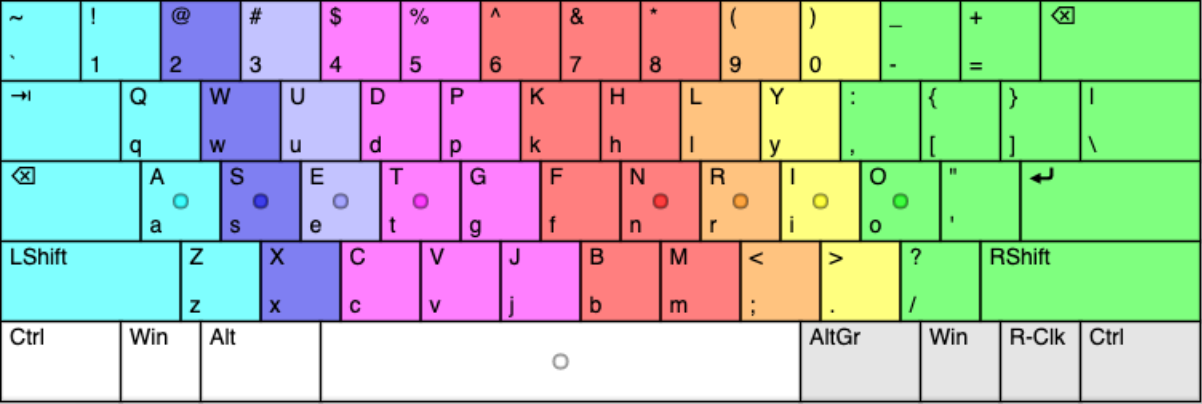 ~ ! @ # $ % ^ & * ( ) _ + ⌫
` 1 2 3 4 5 6 7 8 9 0 - =
⇥ Q W U D P K H L Y : { } |
q w u d p k h l y , [ ] \
⌫ A S E T G F N R I O " ↵
a s e t g f n r i o '
LShift Z X C V J B M < > ? RShift
z x c v j b m ; . /
Ctrl Win Alt AltGr Win R-Clk Ctrl